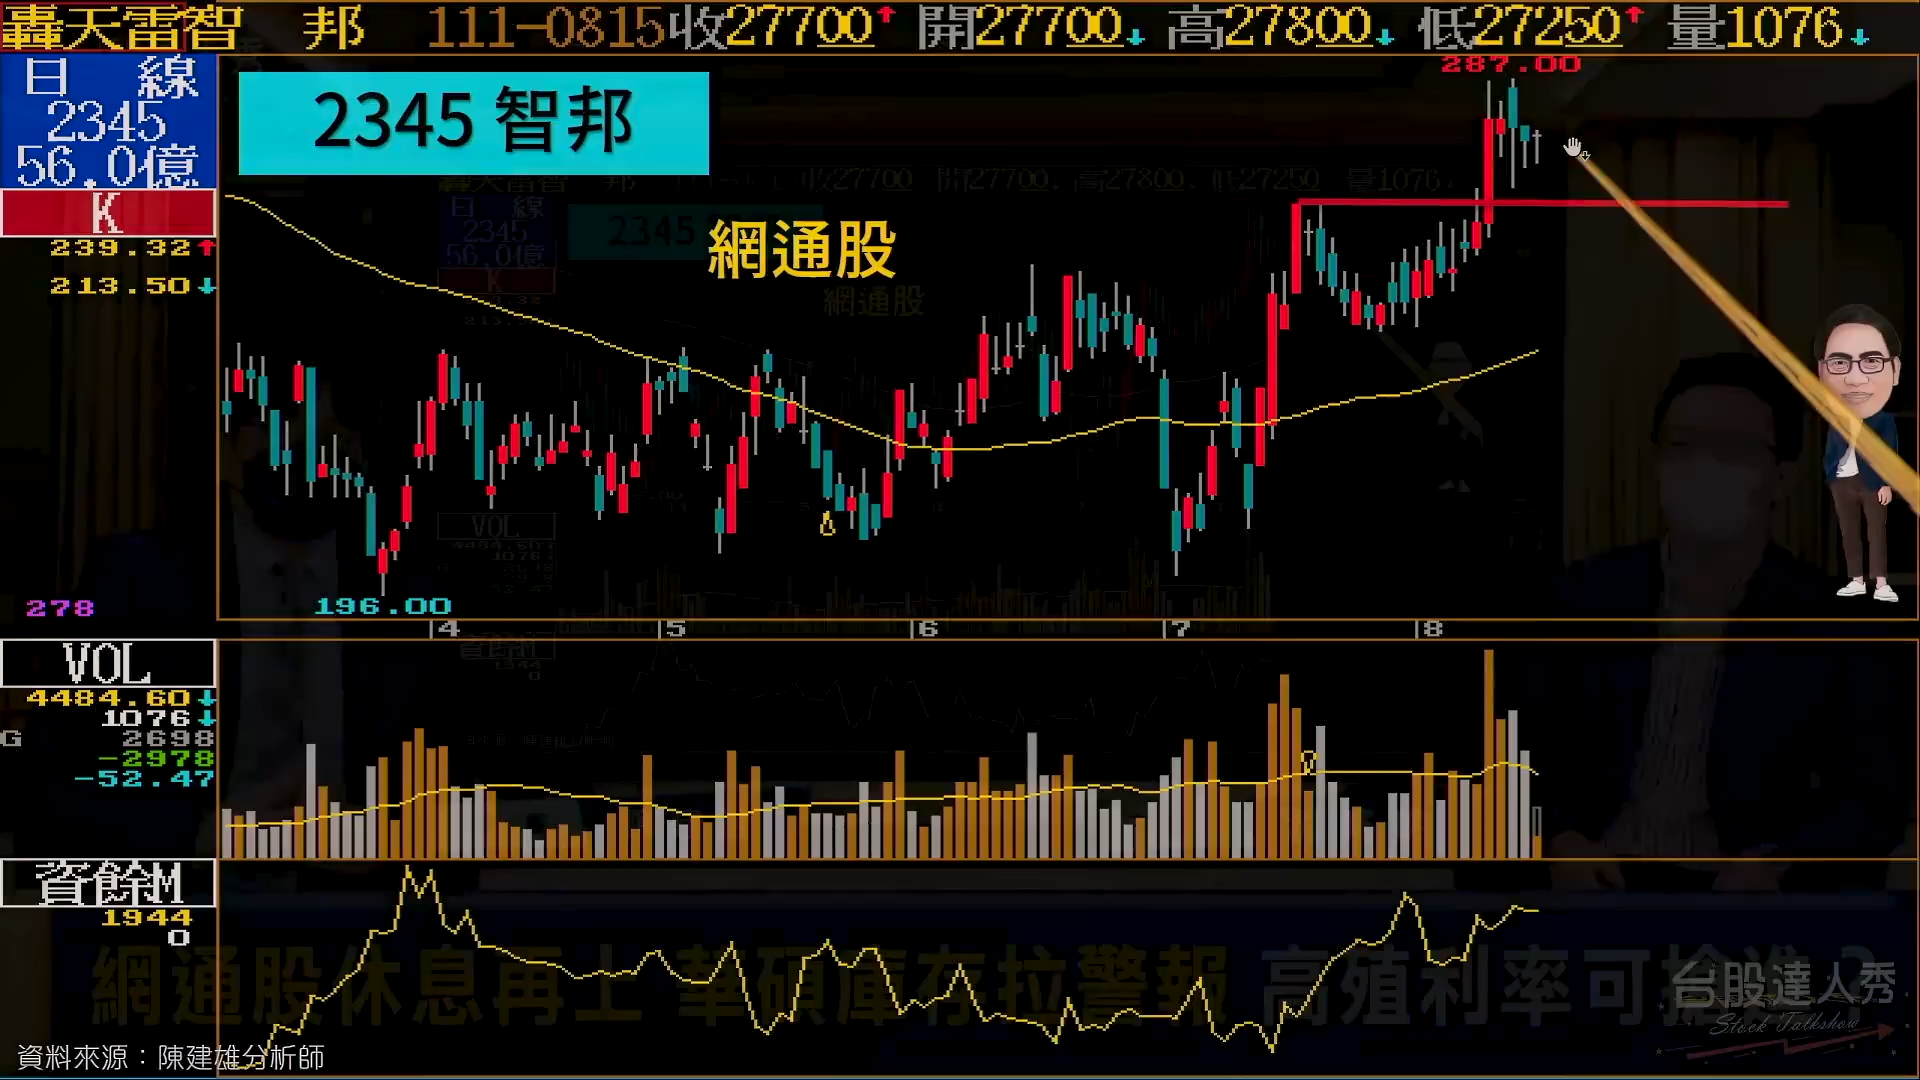 轟天雷智 邦 111-0815收27700↑ 開27700↓ 高27800↓ 低27250↑ 量1076↓
日 線
2345
56.0億
K
239.32↑
213.50↓
2345 智邦
網通股
287.00
278
196.00
4 5 6 7 8
VOL
4484.60↓
1076↓
G 2698
-2978
-52.47
資餘M
1944
0
網通股休息再上 華碩庫存拉警報 高殖利率可搶進?
台股達人秀
Stock Talkshow
資料來源：陳建雄分析師